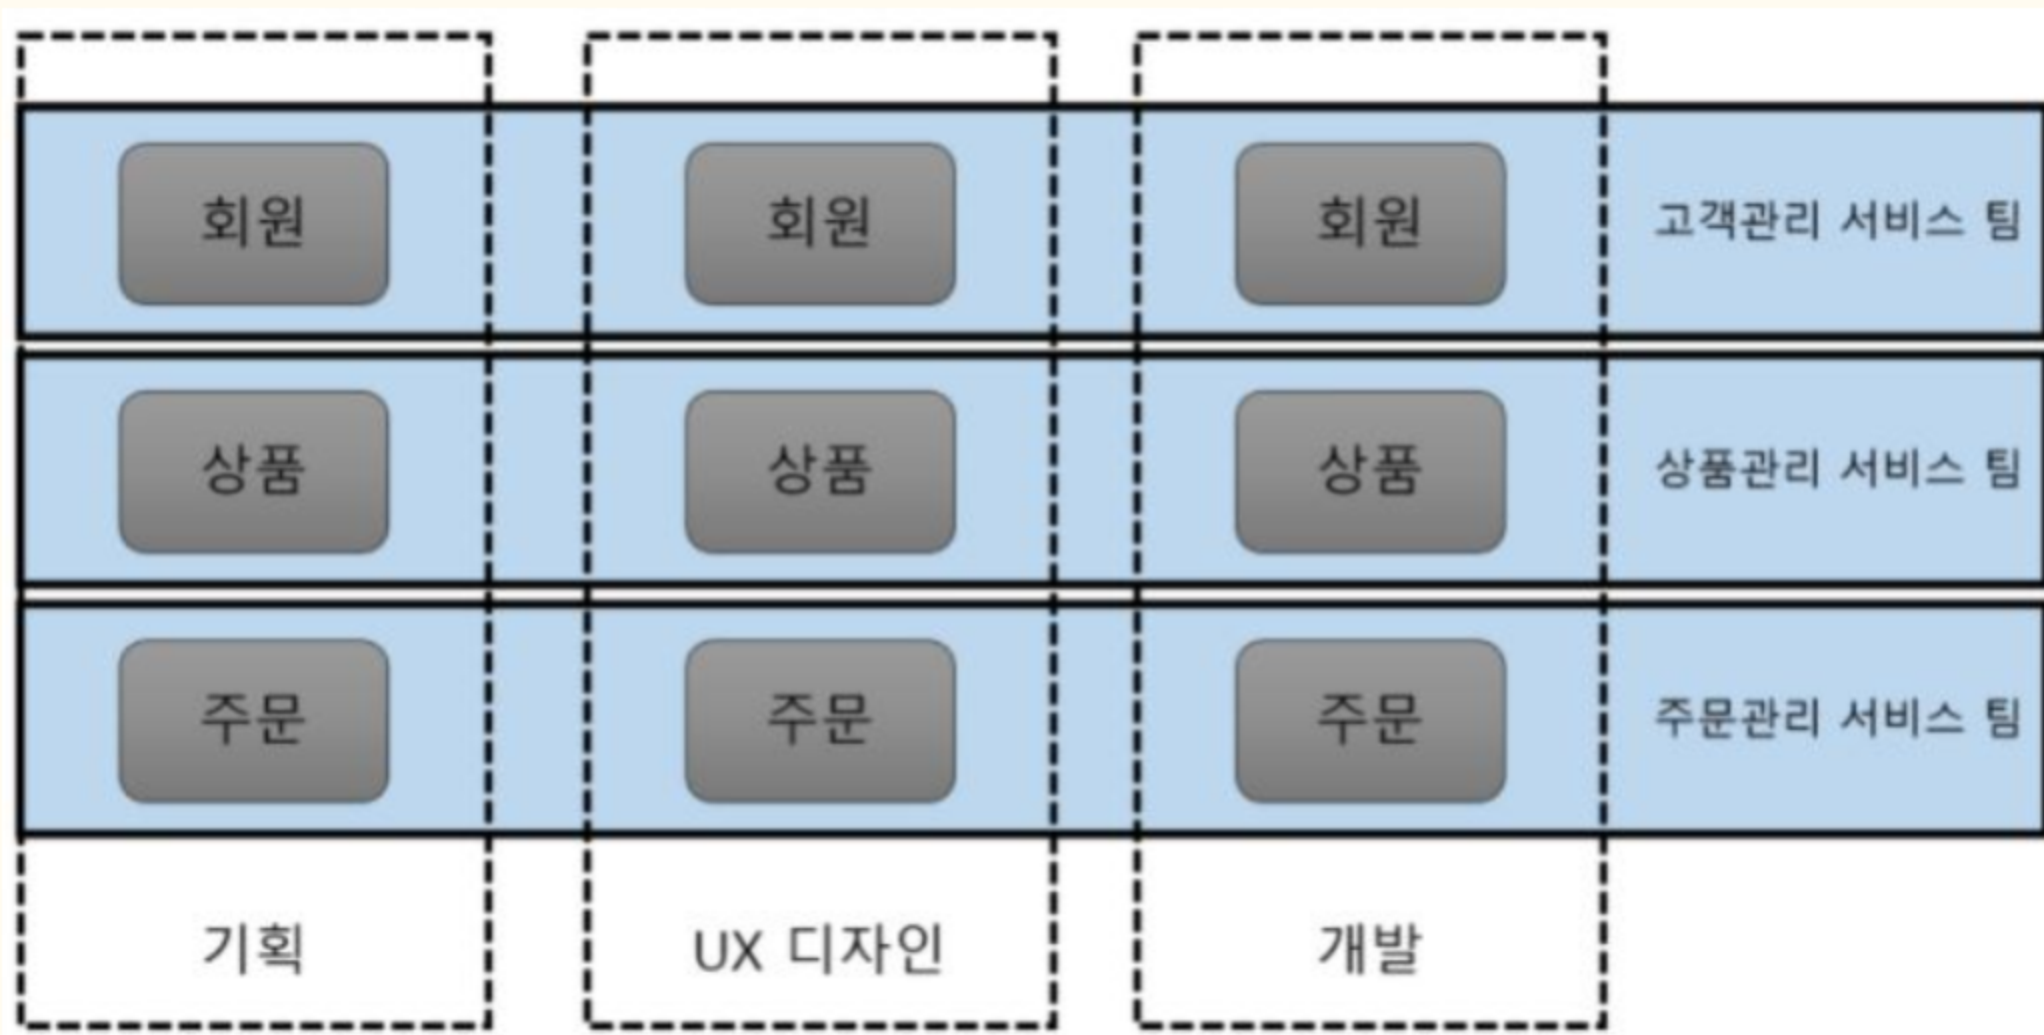 회원 회원 회원 고객관리 서비스 팀
상품 상품 상품 상품관리 서비스 팀
주문 주문 주문 주문관리 서비스 팀
기획 UX 디자인 개발